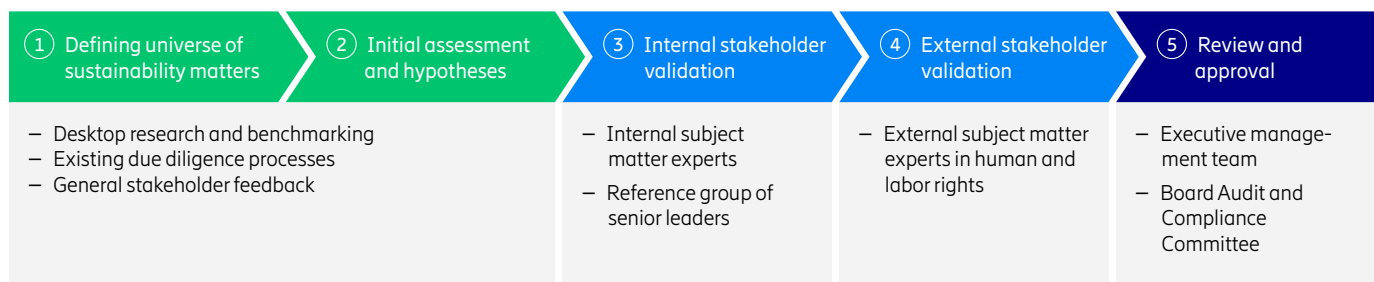 1 Defining universe of
sustainability matters
2 Initial assessment
and hypotheses
3 Internal stakeholder
validation
4 External stakeholder
validation
5 Review and
approval
– Desktop research and benchmarking
– Existing due diligence processes
– General stakeholder feedback
– Internal subject
matter experts
– Reference group of
senior leaders
– External subject matter
experts in human and
labor rights
– Executive manage-
ment team
– Board Audit and
Compliance
Committee